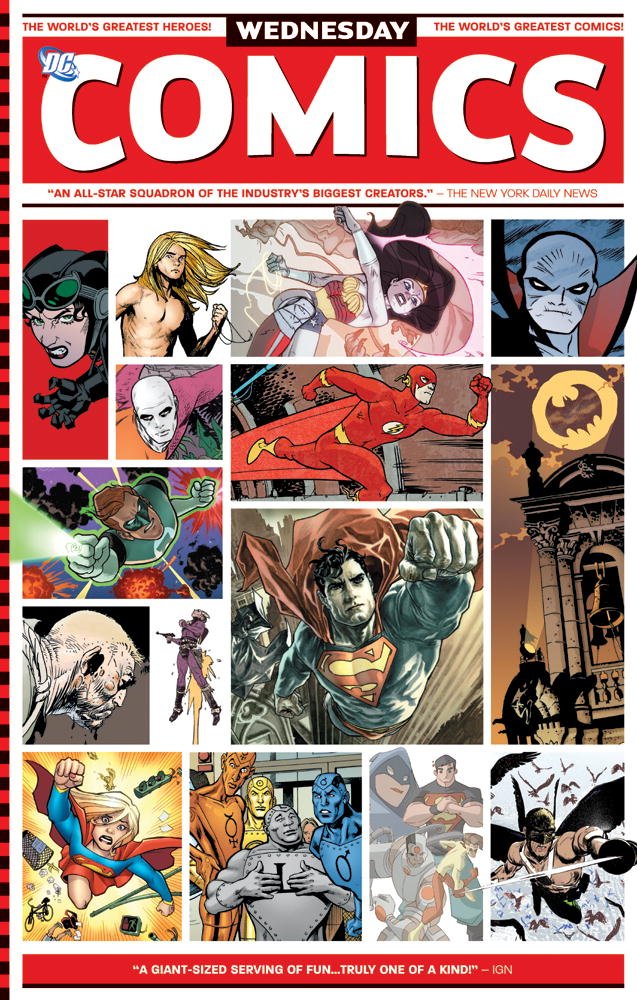 THE WORLD'S GREATEST HEROES!
WEDNESDAY
THE WORLD'S GREATEST COMICS!
DC
COMICS
“AN ALL-STAR SQUADRON OF THE INDUSTRY'S BIGGEST CREATORS.” – THE NEW YORK DAILY NEWS
“A GIANT-SIZED SERVING OF FUN...TRULY ONE OF A KIND!” – IGN